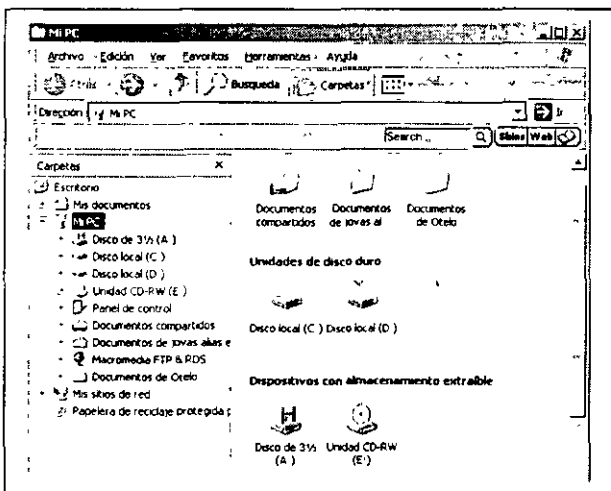 Mi PC
Archivo Edición Ver Favoritos Herramientas Ayuda
Atrás Búsqueda Carpetas
Dirección Mi PC Ir
Search Skins Web
Carpetas x
Escritorio
Mis documentos
Mi PC
Disco de 3½ (A )
Disco local (C )
Disco local (D )
Unidad CD-RW (E )
Panel de control
Documentos compartidos
Documentos de jovas alias e
Macromedia FTP & RDS
Documentos de Otelo
Mis sitios de red
Papelera de reciclaje protegida p
Documentos compartidos
Documentos de jovas al
Documentos de Otelo
Unidades de disco duro
Disco local (C ) Disco local (D )
Dispositivos con almacenamiento extraíble
Disco de 3½ (A )
Unidad CD-RW (E:)